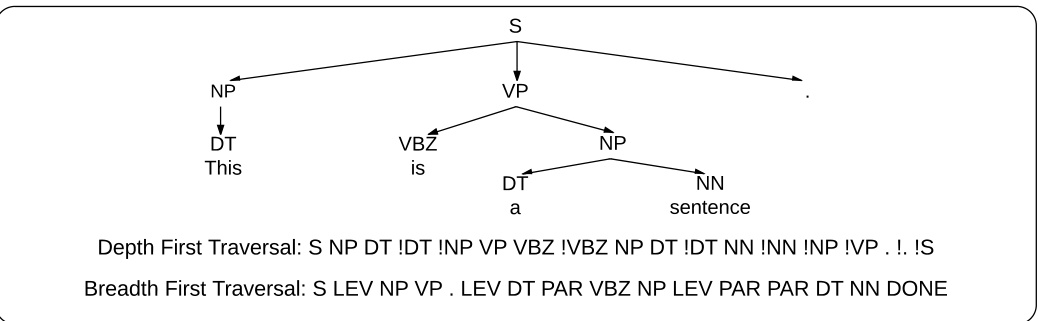 S
NP VP .
DT VBZ NP
This is
DT NN
a sentence
Depth First Traversal: S NP DT !DT !NP VP VBZ !VBZ NP DT !DT NN !NN !NP !VP . !. !S
Breadth First Traversal: S LEV NP VP . LEV DT PAR VBZ NP LEV PAR PAR DT NN DONE